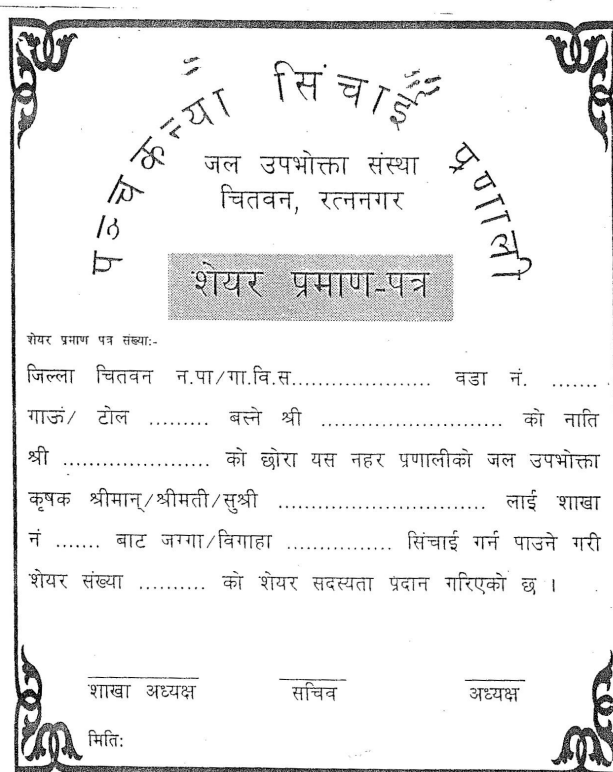 पञ्चकन्या सिंचाई प्रणाली
जल उपभोक्ता संस्था
चितवन, रत्ननगर
शेयर प्रमाण-पत्र
शेयर प्रमाण पत्र संख्या:-
जिल्ला चितवन न.पा/गा.वि.स.................... वडा नं. .......
गाऊं/ टोल ......... बस्ने श्री .......................... को नाति
श्री ..................... को छोरा यस नहर प्रणालीको जल उपभोक्ता
कृषक श्रीमान्/श्रीमती/सुश्री .............................. लाई शाखा
नं ....... बाट जग्गा/विगाहा ............... सिंचाई गर्न पाउने गरी
शेयर संख्या .......... को शेयर सदस्यता प्रदान गरिएको छ ।
शाखा अध्यक्ष सचिव अध्यक्ष
मिति: